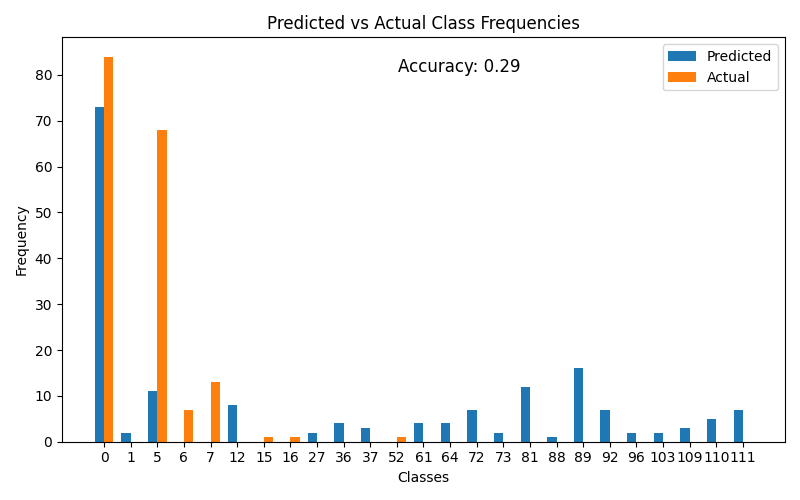 Predicted vs Actual Class Frequencies
Accuracy: 0.29
Predicted
Actual
Frequency
80
70
60
50
40
30
20
10
0
0 1 5 6 7 12 15 16 27 36 37 52 61 64 72 73 81 88 89 92 96 103 109 110 111
Classes